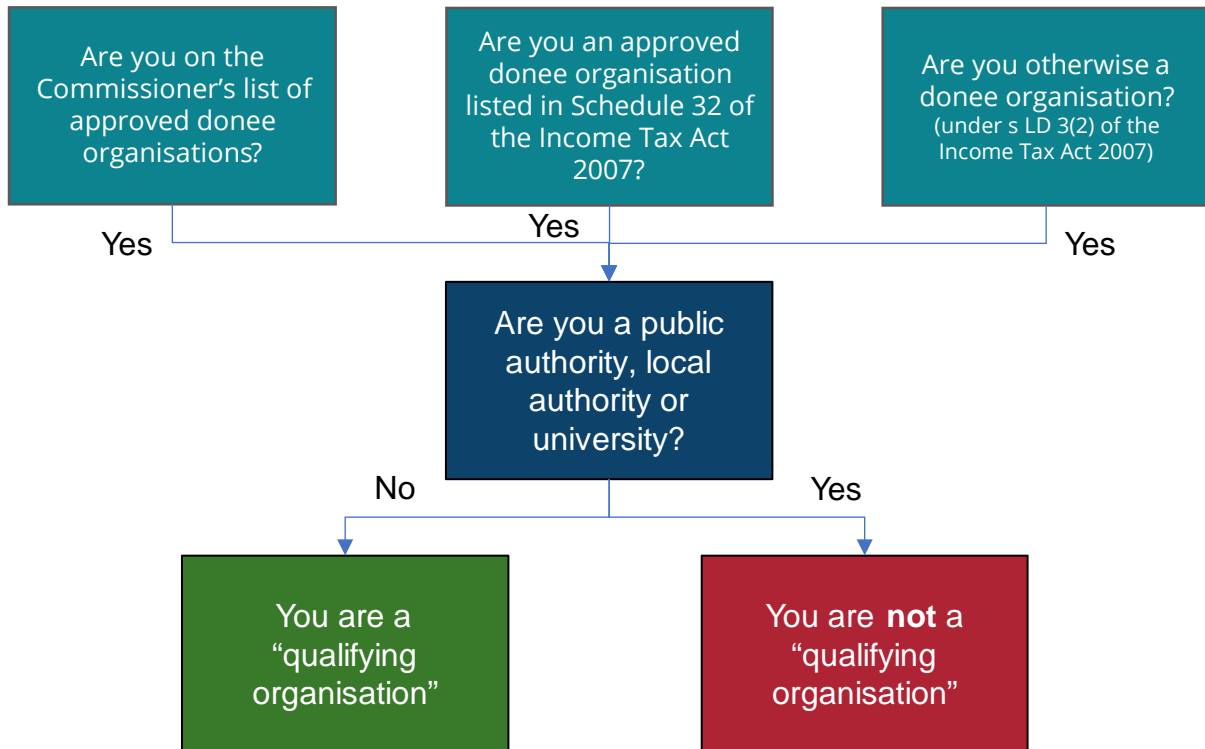 Are you on the
Commissioner's list of
approved donee
organisations?
Are you an approved
donee organisation
listed in Schedule 32 of
the Income Tax Act
2007?
Are you otherwise a
donee organisation?
(under s LD 3(2) of the
Income Tax Act 2007)
Yes
Yes
Yes
Are you a public
authority, local
authority or
university?
No
Yes
You are a
“qualifying
organisation”
You are not a
“qualifying
organisation”